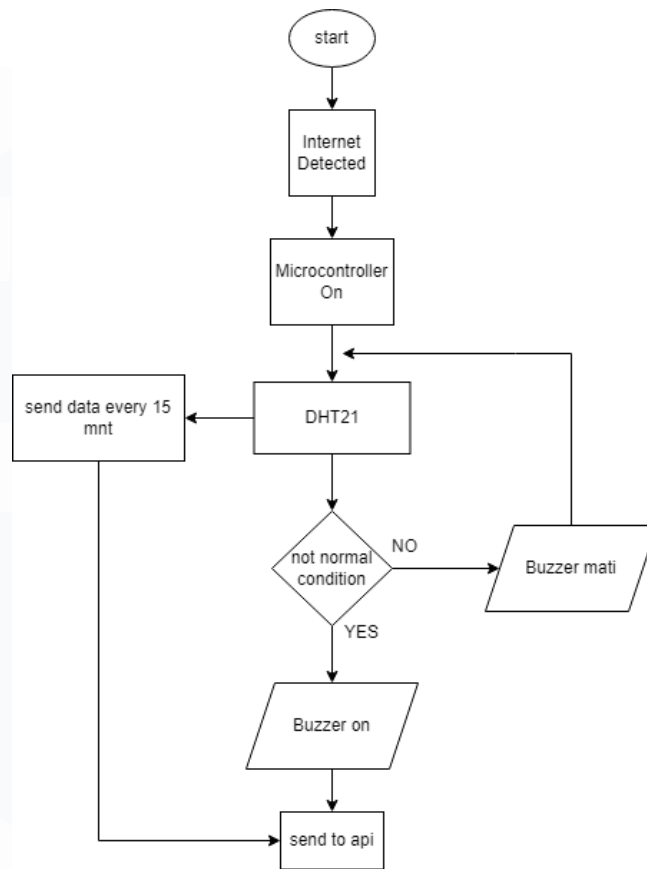 start
Internet
Detected
Microcontroller
On
send data every 15
mnt
DHT21
not normal
condition
NO
Buzzer mati
YES
Buzzer on
send to api